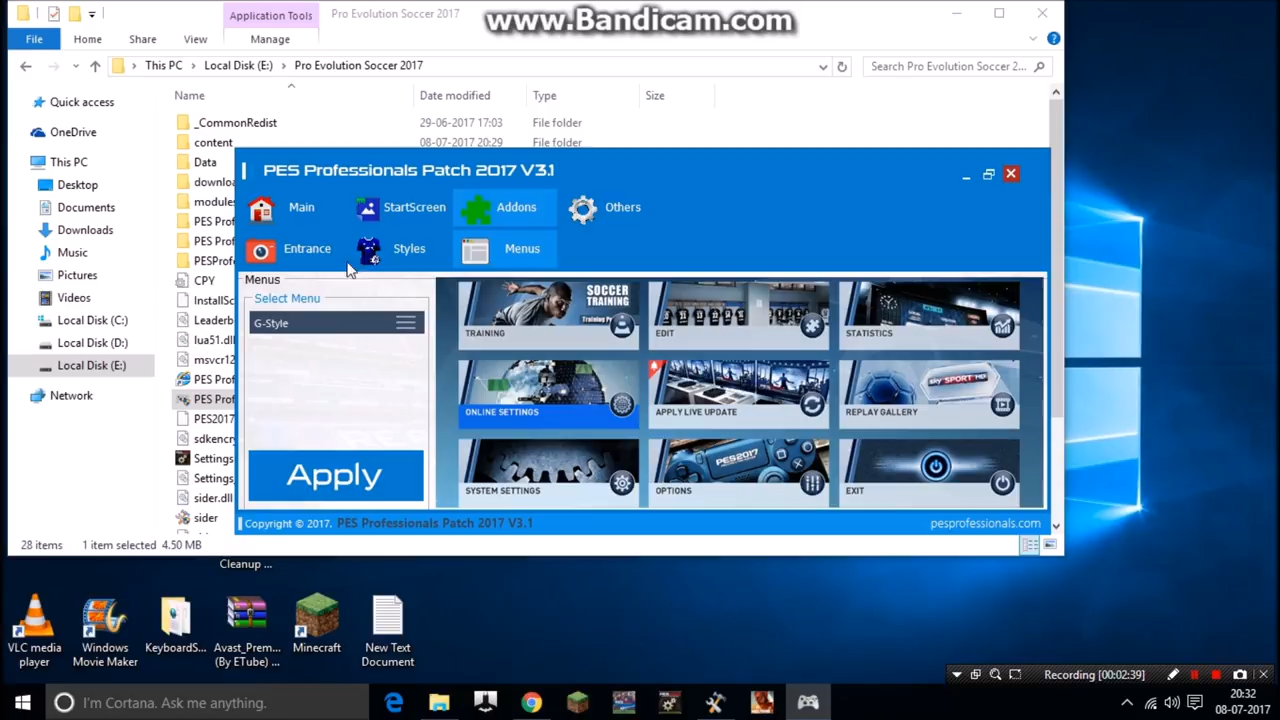 Application Tools
Pro Evolution Soccer 2017
www.Bandicam.com
File
Home
Share
View
Manage
This PC
Local Disk (E:)
Pro Evolution Soccer 2017
Search Pro Evolution Soccer 2...
Name
Date modified
Type
Size
Quick access
OneDrive
This PC
Desktop
Documents
Downloads
Music
Pictures
Videos
Local Disk (C:)
Local Disk (D:)
Local Disk (E:)
Network
_CommonRedist
29-06-2017 17:03
File folder
content
08-07-2017 20:29
File folder
Data
downloa
modules
PES Prof
PES Prof
PESProfe
CPY
InstallSc
Leaderb
lua51.dll
msvcr12
PES Prof
PES Prof
PES2017
sdkencry
Settings
Settings
sider.dll
sider
PES Professionals Patch 2017 V3.1
Main
StartScreen
Addons
Others
Entrance
Styles
Menus
Menus
Select Menu
G-Style
Apply
SOCCER
TRAINING
TRAINING
EDIT
STATISTICS
ONLINE SETTINGS
APPLY LIVE UPDATE
sky SPORT HD
REPLAY GALLERY
SYSTEM SETTINGS
PES2017
OPTIONS
EXIT
Copyright © 2017. PES Professionals Patch 2017 V3.1
pesprofessionals.com
28 items
1 item selected
4.50 MB
Cleanup ...
VLC media
player
Windows
Movie Maker
KeyboardS...
Avast_Prem...
(By ETube) ...
Minecraft
New Text
Document
Recording [00:02:39]
I'm Cortana. Ask me anything.
20:32
08-07-2017